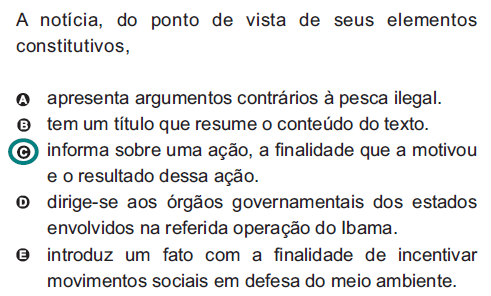 A notícia, do ponto de vista de seus elementos
constitutivos,
A apresenta argumentos contrários à pesca ilegal.
B tem um título que resume o conteúdo do texto.
C informa sobre uma ação, a finalidade que a motivou
e o resultado dessa ação.
D dirige-se aos órgãos governamentais dos estados
envolvidos na referida operação do Ibama.
E introduz um fato com a finalidade de incentivar
movimentos sociais em defesa do meio ambiente.